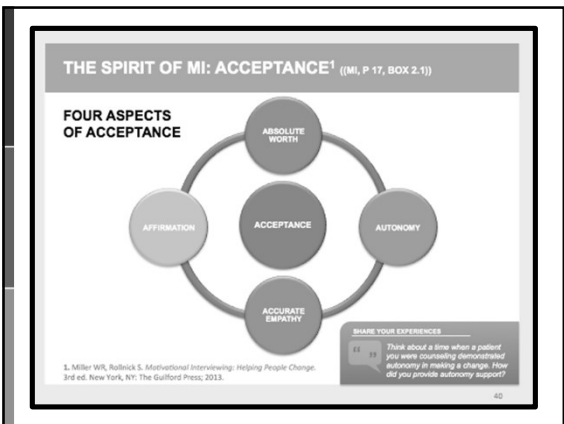 THE SPIRIT OF MI: ACCEPTANCE¹ ((MI, P 17, BOX 2.1))
FOUR ASPECTS
OF ACCEPTANCE
ABSOLUTE
WORTH
AFFIRMATION
ACCEPTANCE
AUTONOMY
ACCURATE
EMPATHY
SHARE YOUR EXPERIENCES
Think about a time when a patient
you were counseling demonstrated
autonomy in making a change. How
did you provide autonomy support?
1. Miller WR, Rollnick S. Motivational Interviewing: Helping People Change.
3rd ed. New York, NY: The Guilford Press; 2013.
40